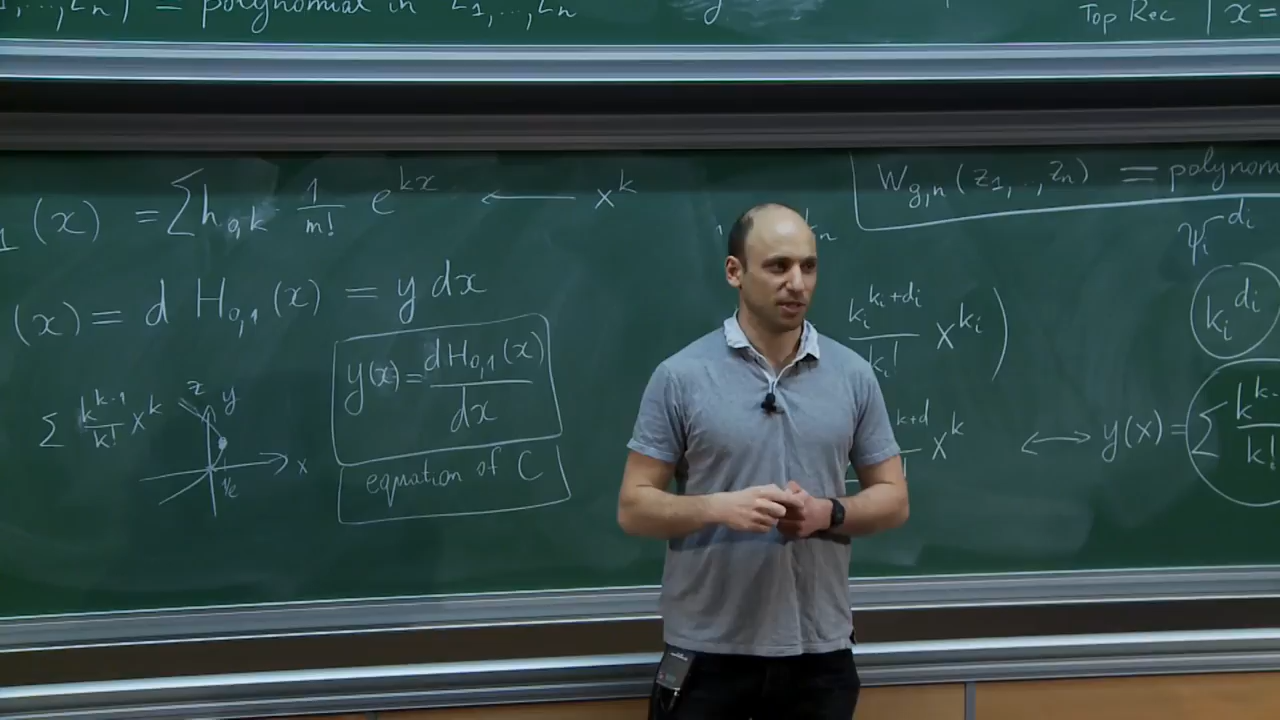 ,...,Zn) = polynomial in Z1,...,Zn
Top Rec | x =
1 (x) = Σ h0,k 1/m! e^{kx} ← X^k
Wg,n(z1,..,zn) = polynom
(x) = d H0,1(x) = y dx
ψi^{di}
ki^{ki+di}/ki! X^{ki} )
ki^{di}
y(x) = dH0,1(x)/dx
equation of C
Σ k^{k-1}/k! X^k
z y
x
1/e
k+d X^k ↔ y(x) = Σ k^{k-}/k!